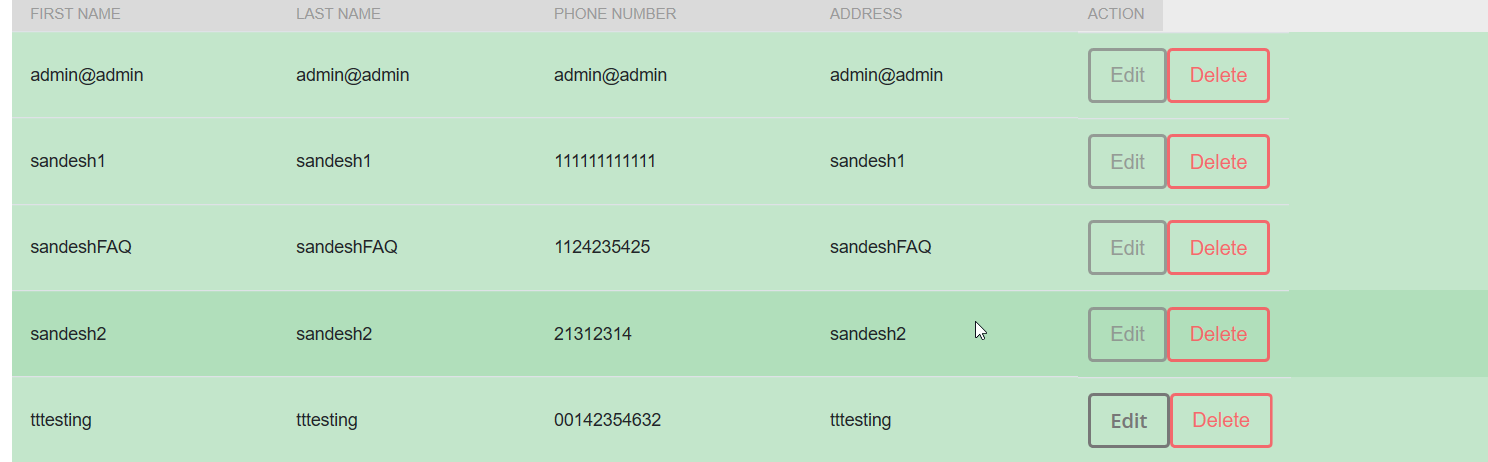 FIRST NAME LAST NAME PHONE NUMBER ADDRESS ACTION
admin@admin admin@admin admin@admin admin@admin Edit Delete
sandesh1 sandesh1 111111111111 sandesh1 Edit Delete
sandeshFAQ sandeshFAQ 1124235425 sandeshFAQ Edit Delete
sandesh2 sandesh2 21312314 sandesh2 Edit Delete
tttesting tttesting 00142354632 tttesting Edit Delete